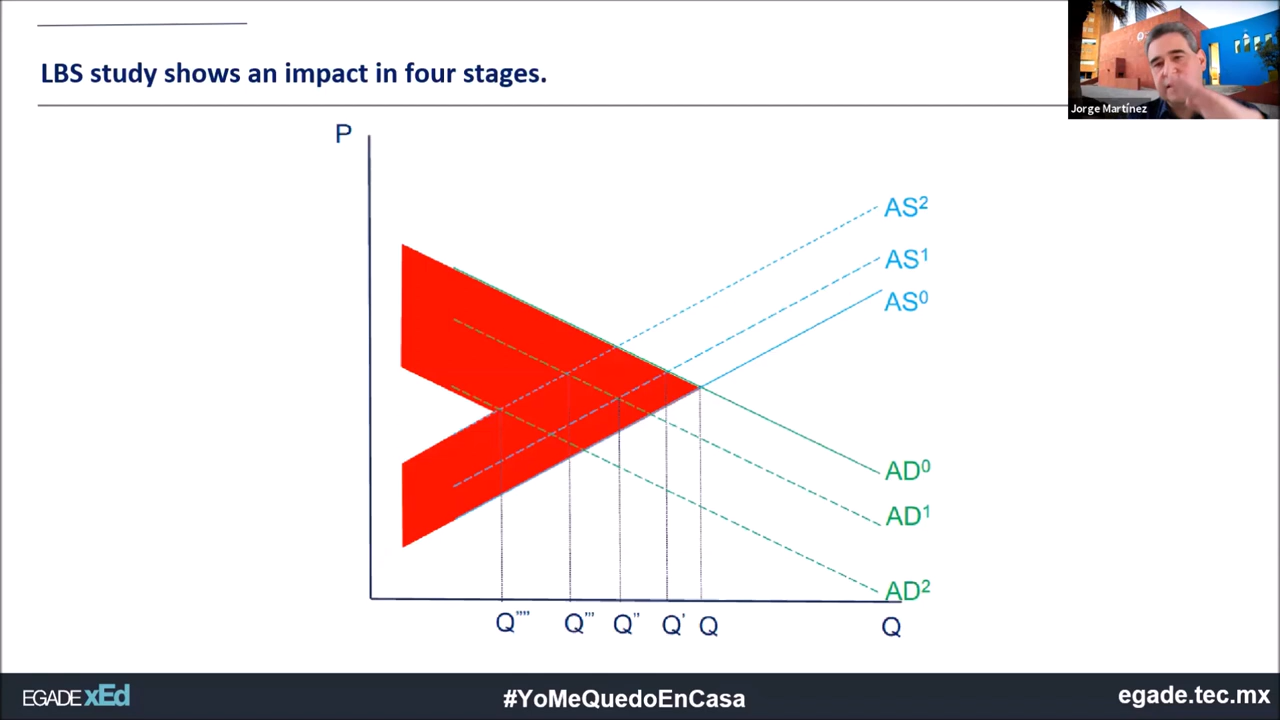 LBS study shows an impact in four stages.
Jorge Martínez
P
AS²
AS¹
AS⁰
AD⁰
AD¹
AD²
Q'''' Q''' Q'' Q' Q Q
EGADE xEd
#YoMeQuedoEnCasa
egade.tec.mx